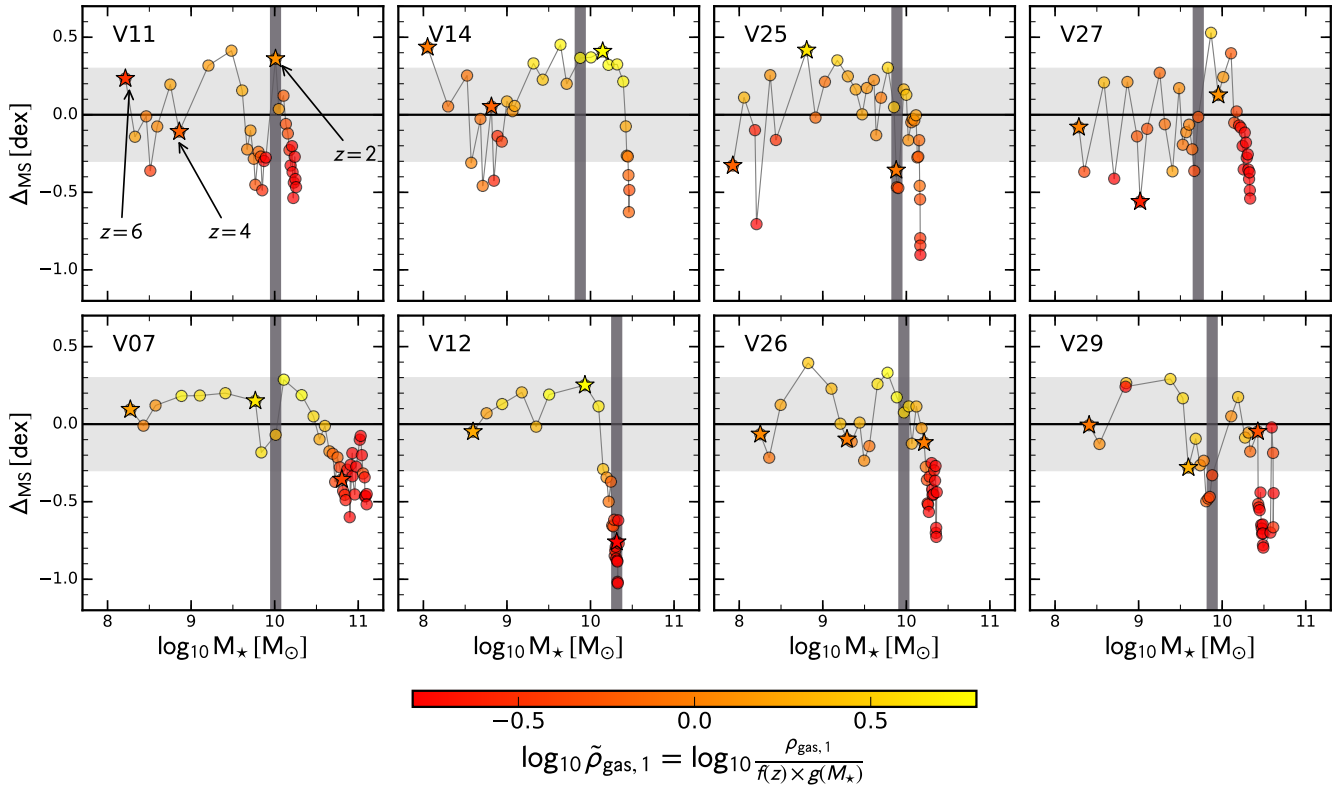 V11 V14 V25 V27
0.5
0.0
−0.5
−1.0
Δ_MS [dex]
z=6 z=4 z=2
V07 V12 V26 V29
0.5
0.0
−0.5
−1.0
Δ_MS [dex]
8 9 10 11 8 9 10 11 8 9 10 11 8 9 10 11
log₁₀ M⋆ [M⊙] log₁₀ M⋆ [M⊙] log₁₀ M⋆ [M⊙] log₁₀ M⋆ [M⊙]
−0.5 0.0 0.5
log₁₀ ρ̃_gas,1 = log₁₀ ρ_gas,1 / f(z) × g(M⋆)